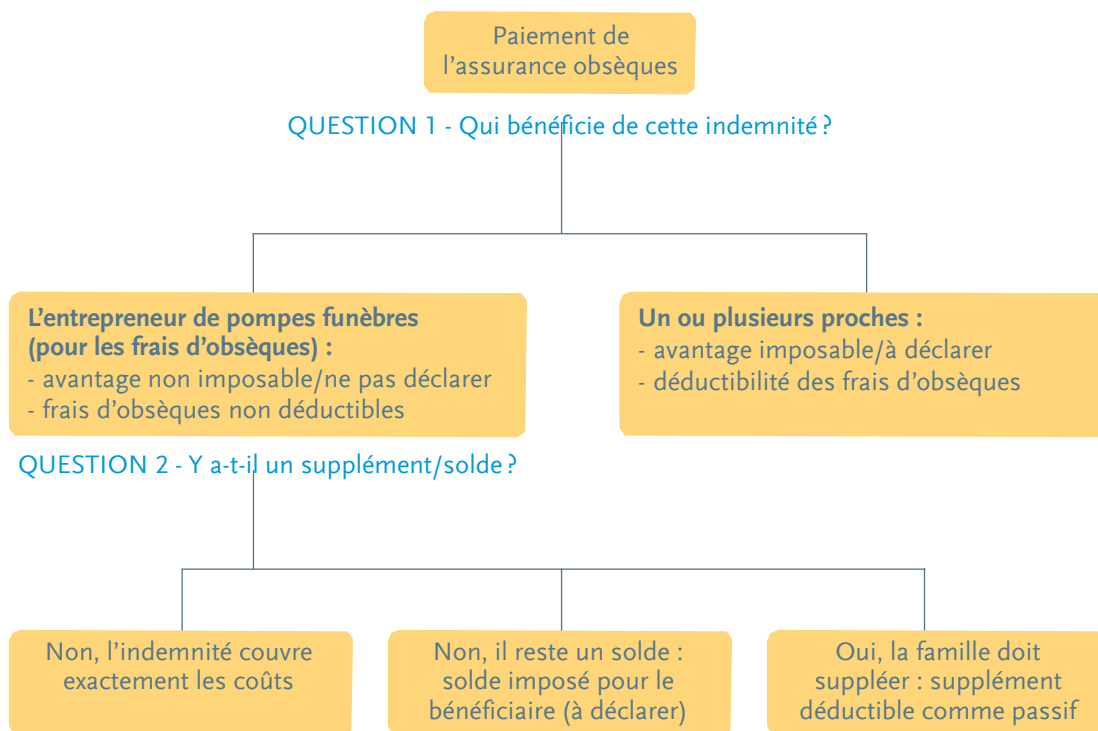 Paiement de
l'assurance obsèques
QUESTION 1 - Qui bénéficie de cette indemnité ?
L'entrepreneur de pompes funèbres
(pour les frais d'obsèques) :
- avantage non imposable/ne pas déclarer
- frais d'obsèques non déductibles
Un ou plusieurs proches :
- avantage imposable/à déclarer
- déductibilité des frais d'obsèques
QUESTION 2 - Y a-t-il un supplément/solde ?
Non, l'indemnité couvre
exactement les coûts
Non, il reste un solde :
solde imposé pour le
bénéficiaire (à déclarer)
Oui, la famille doit
suppléer : supplément
déductible comme passif